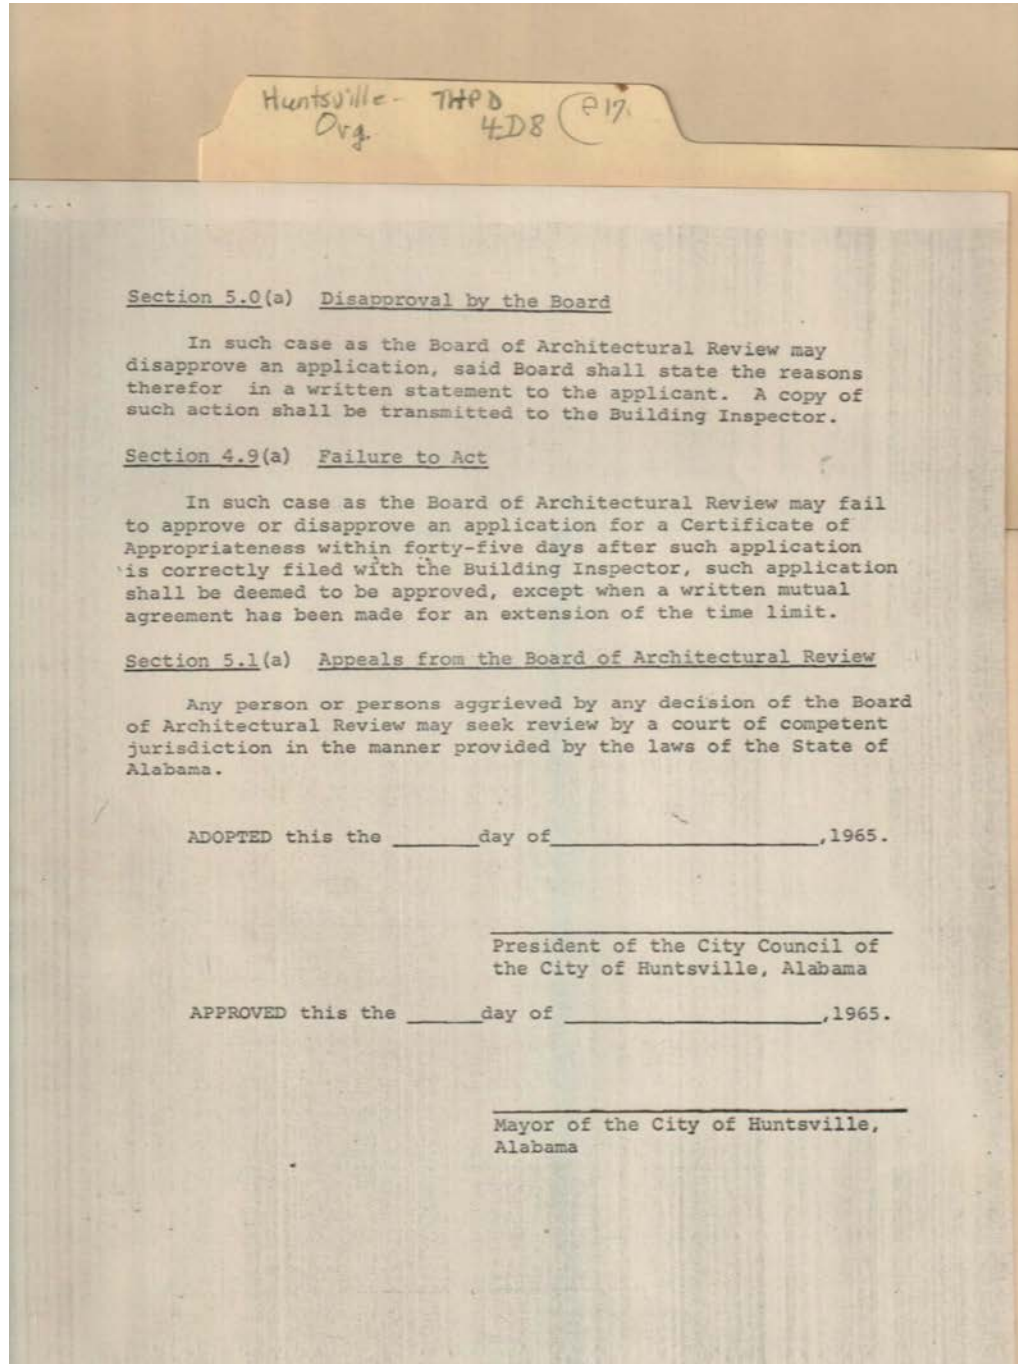 Huntsville- THPD
Org. 4D8 (P17.
Section 5.0(a) Disapproval by the Board
In such case as the Board of Architectural Review may
disapprove an application, said Board shall state the reasons
therefor in a written statement to the applicant. A copy of
such action shall be transmitted to the Building Inspector.
Section 4.9(a) Failure to Act
In such case as the Board of Architectural Review may fail
to approve or disapprove an application for a Certificate of
Appropriateness within forty-five days after such application
is correctly filed with the Building Inspector, such application
shall be deemed to be approved, except when a written mutual
agreement has been made for an extension of the time limit.
Section 5.1(a) Appeals from the Board of Architectural Review
Any person or persons aggrieved by any decision of the Board
of Architectural Review may seek review by a court of competent
jurisdiction in the manner provided by the laws of the State of
Alabama.
ADOPTED this the ______day of______________________,1965.
President of the City Council of
the City of Huntsville, Alabama
APPROVED this the ______day of _____________________,1965.
Mayor of the City of Huntsville,
Alabama